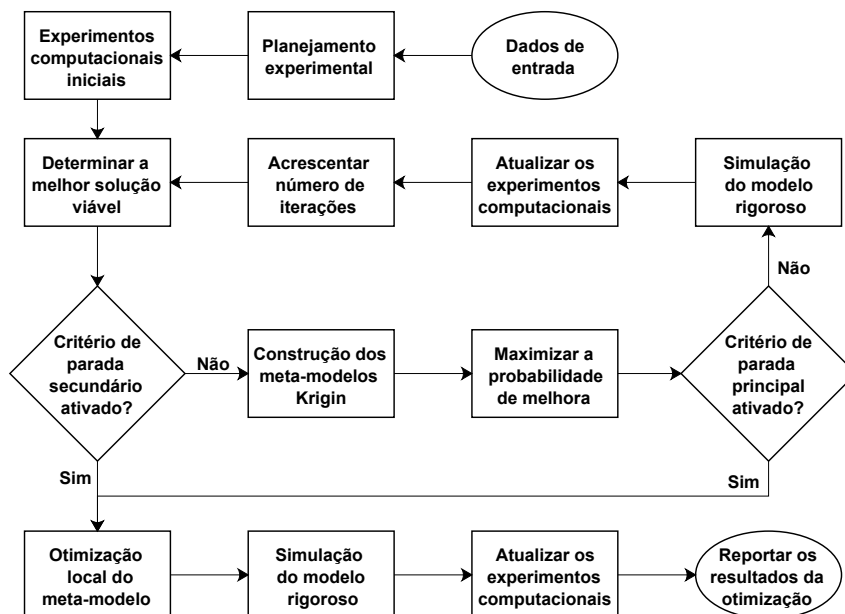 Experimentos
computacionais
iniciais
Planejamento
experimental
Dados de
entrada
Determinar a
melhor solução
viável
Acrescentar
número de
iterações
Atualizar os
experimentos
computacionais
Simulação
do modelo
rigoroso
Não
Critério de
parada
secundário
ativado?
Não
Construção dos
meta-modelos
Krigin
Maximizar a
probabilidade
de melhora
Critério de
parada
principal
ativado?
Sim
Sim
Otimização
local do
meta-modelo
Simulação
do modelo
rigoroso
Atualizar os
experimentos
computacionais
Reportar os
resultados da
otimização